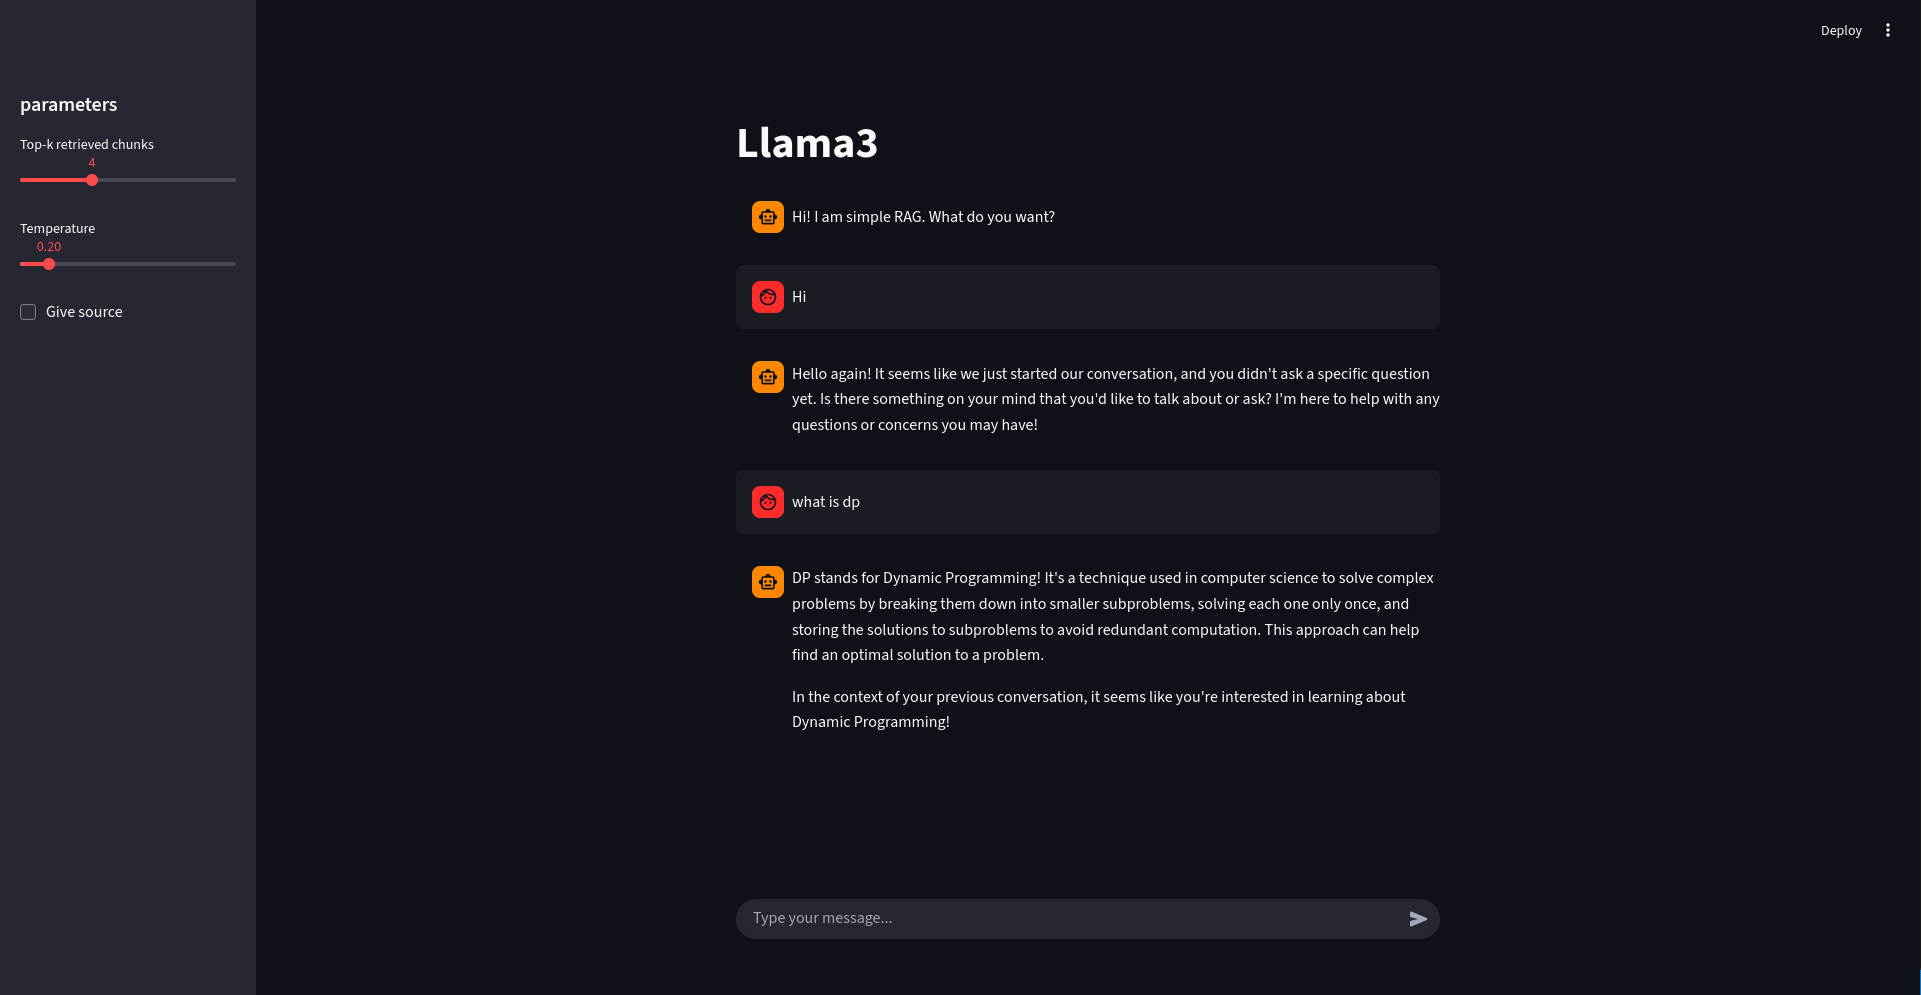 Deploy
parameters
Top-k retrieved chunks
4
Temperature
0.20
Give source
Llama3
Hi! I am simple RAG. What do you want?
Hi
Hello again! It seems like we just started our conversation, and you didn't ask a specific question
yet. Is there something on your mind that you'd like to talk about or ask? I'm here to help with any
questions or concerns you may have!
what is dp
DP stands for Dynamic Programming! It's a technique used in computer science to solve complex
problems by breaking them down into smaller subproblems, solving each one only once, and
storing the solutions to subproblems to avoid redundant computation. This approach can help
find an optimal solution to a problem.
In the context of your previous conversation, it seems like you're interested in learning about
Dynamic Programming!
Type your message...